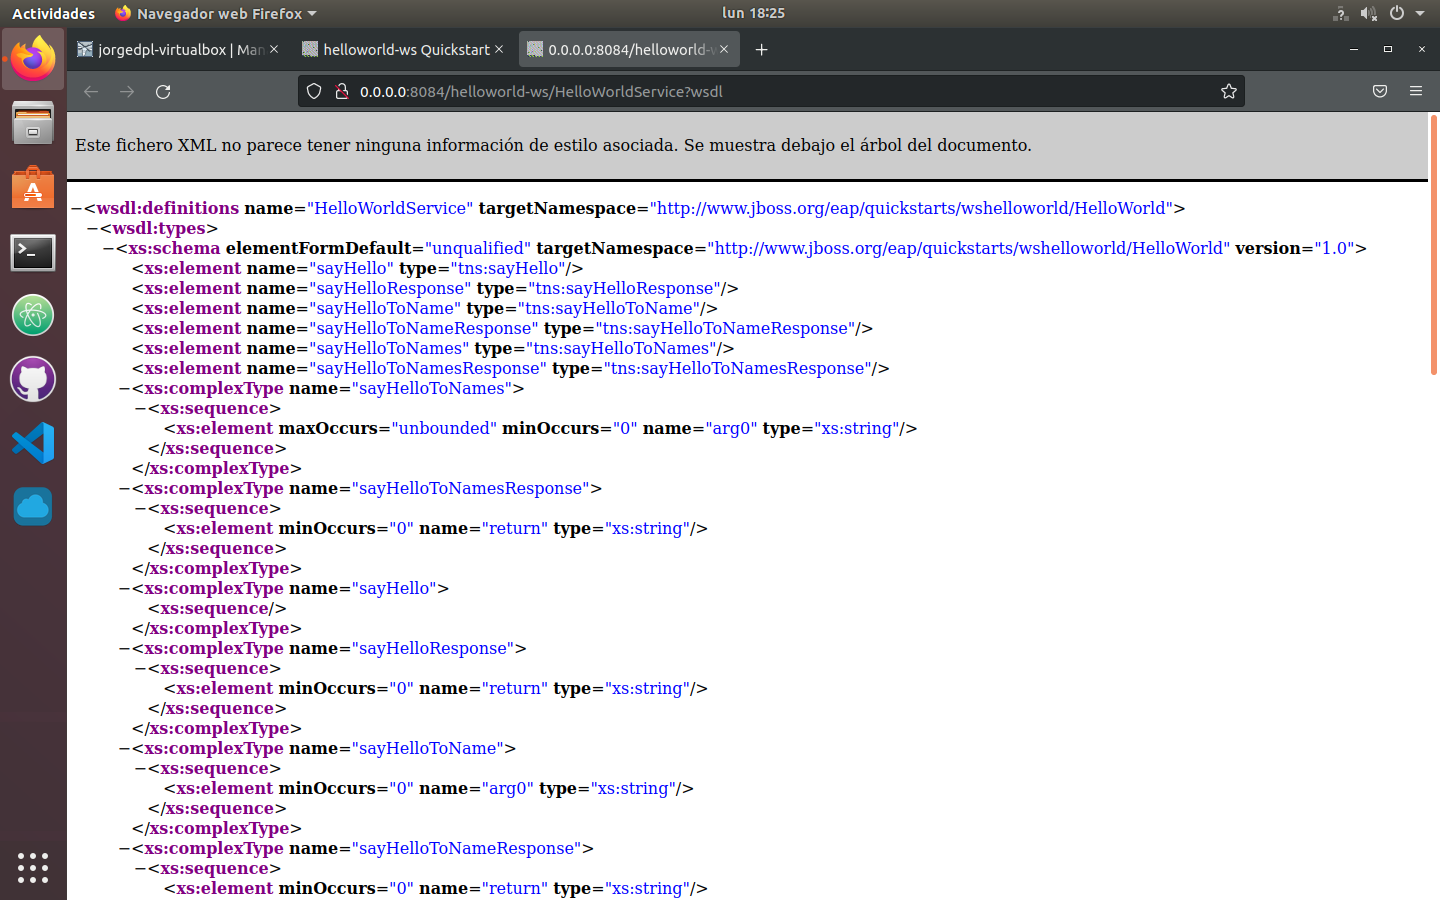 Actividades Navegador web Firefox lun 18:25
jorgedpl-virtualbox | Man helloworld-ws Quickstart 0.0.0.0:8084/helloworld-w
0.0.0.0:8084/helloworld-ws/HelloWorldService?wsdl
Este fichero XML no parece tener ninguna información de estilo asociada. Se muestra debajo el árbol del documento.
−<wsdl:definitions name="HelloWorldService" targetNamespace="http://www.jboss.org/eap/quickstarts/wshelloworld/HelloWorld">
−<wsdl:types>
−<xs:schema elementFormDefault="unqualified" targetNamespace="http://www.jboss.org/eap/quickstarts/wshelloworld/HelloWorld" version="1.0">
<xs:element name="sayHello" type="tns:sayHello"/>
<xs:element name="sayHelloResponse" type="tns:sayHelloResponse"/>
<xs:element name="sayHelloToName" type="tns:sayHelloToName"/>
<xs:element name="sayHelloToNameResponse" type="tns:sayHelloToNameResponse"/>
<xs:element name="sayHelloToNames" type="tns:sayHelloToNames"/>
<xs:element name="sayHelloToNamesResponse" type="tns:sayHelloToNamesResponse"/>
−<xs:complexType name="sayHelloToNames">
−<xs:sequence>
<xs:element maxOccurs="unbounded" minOccurs="0" name="arg0" type="xs:string"/>
</xs:sequence>
</xs:complexType>
−<xs:complexType name="sayHelloToNamesResponse">
−<xs:sequence>
<xs:element minOccurs="0" name="return" type="xs:string"/>
</xs:sequence>
</xs:complexType>
−<xs:complexType name="sayHello">
<xs:sequence/>
</xs:complexType>
−<xs:complexType name="sayHelloResponse">
−<xs:sequence>
<xs:element minOccurs="0" name="return" type="xs:string"/>
</xs:sequence>
</xs:complexType>
−<xs:complexType name="sayHelloToName">
−<xs:sequence>
<xs:element minOccurs="0" name="arg0" type="xs:string"/>
</xs:sequence>
</xs:complexType>
−<xs:complexType name="sayHelloToNameResponse">
−<xs:sequence>
<xs:element minOccurs="0" name="return" type="xs:string"/>